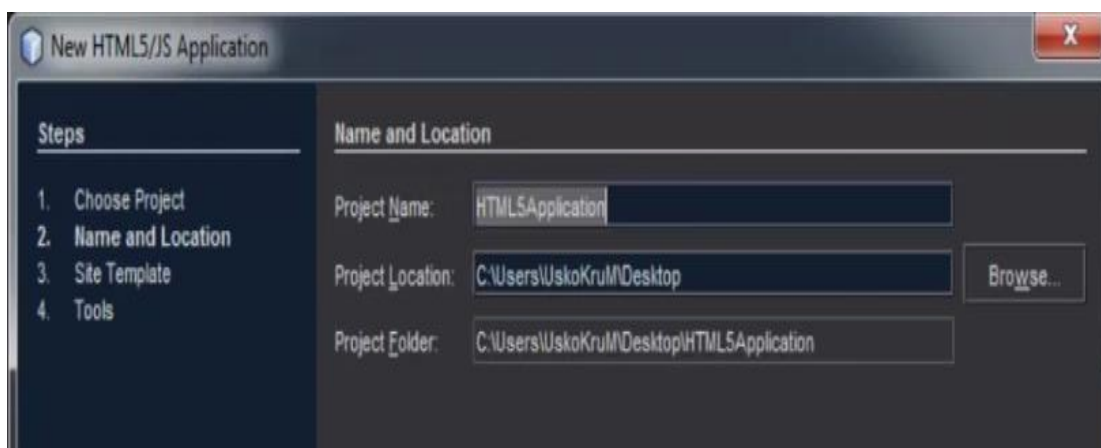 New HTML5/JS Application
X
Steps
1. Choose Project
2. Name and Location
3. Site Template
4. Tools
Name and Location
Project Name: HTML5Application
Project Location: C:\Users\UskoKruM\Desktop Browse...
Project Folder: C:\Users\UskoKruM\Desktop\HTML5Application